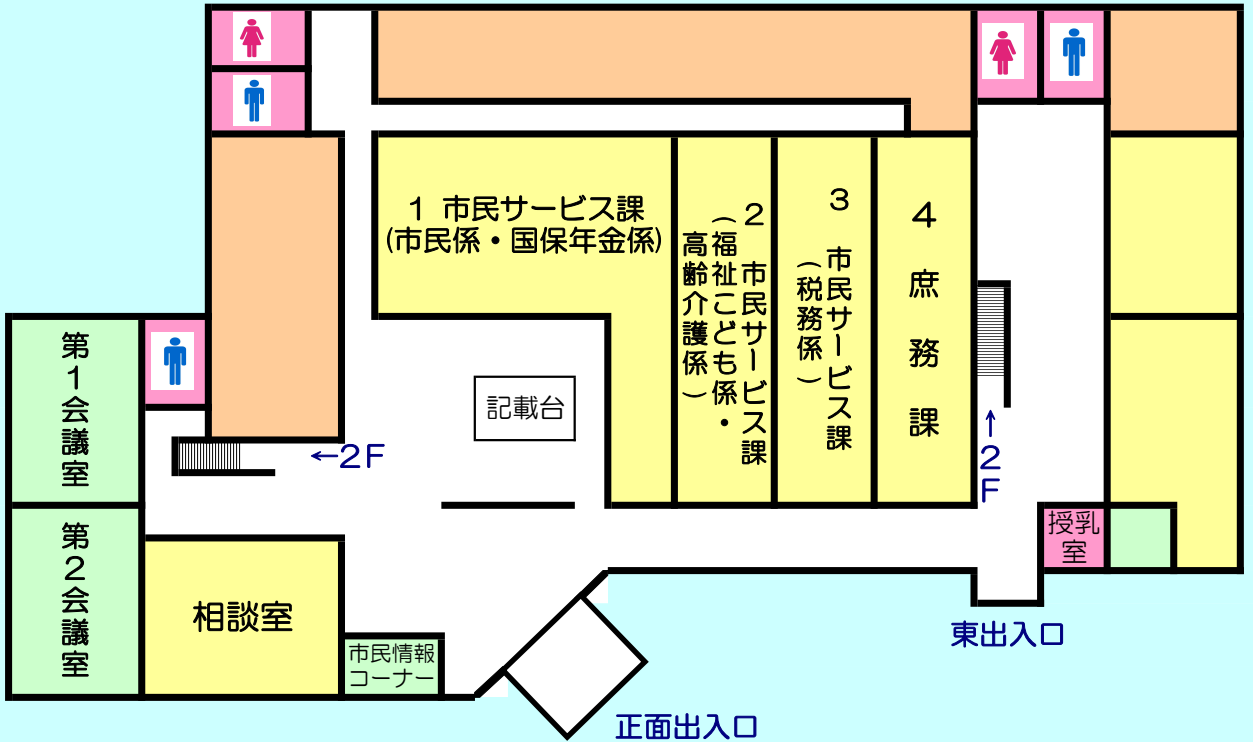 1 市民サービス課
(市民係・国保年金係)
2 市民サービス課
(福祉こども係・
高齢介護係)
3 市民サービス課
(税務係)
4 庶務課
第1会議室
記載台
←2F
↑2F
第2会議室
授乳
室
相談室
東出入口
市民情報
コーナー
正面出入口